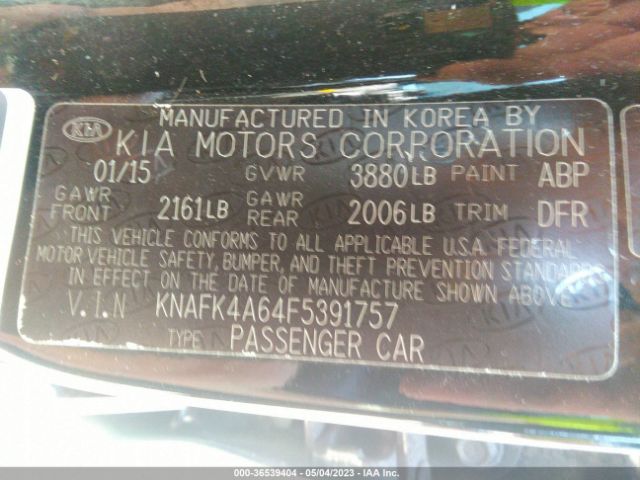 MANUFACTURED IN KOREA BY
KIA KIA MOTORS CORPORATION
01/15 GVWR 3880LB PAINT ABP
GAWR FRONT 2161LB GAWR REAR 2006LB TRIM DFR
THIS VEHICLE CONFORMS TO ALL APPLICABLE U.S.A. FEDERAL
MOTOR VEHICLE SAFETY, BUMPER, AND THEFT PREVENTION STANDARDS
IN EFFECT ON THE DATE OF MANUFACTURE SHOWN ABOVE.
V.I.N KNAFK4A64F5391757
TYPE PASSENGER CAR
000-36539404 - 05/04/2023 - IAA Inc.